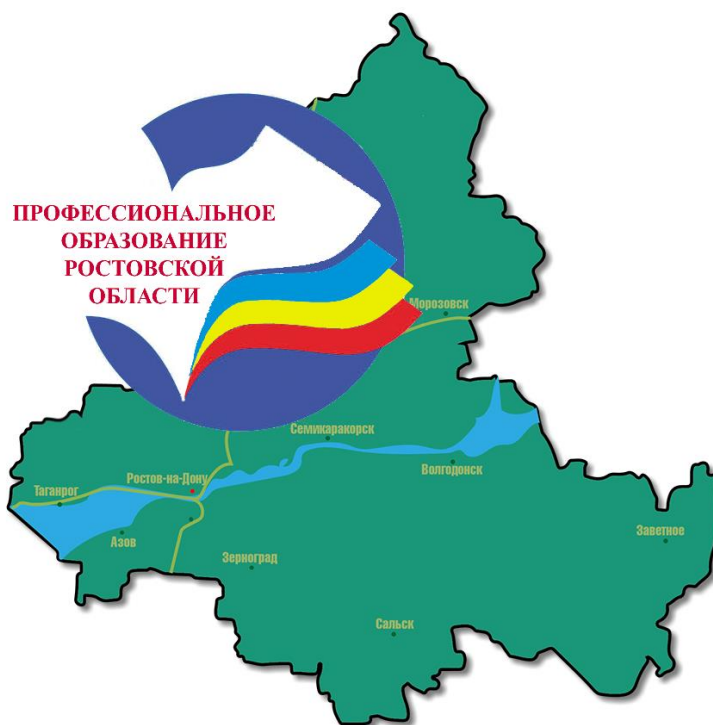 ПРОФЕССИОНАЛЬНОЕ
ОБРАЗОВАНИЕ
РОСТОВСКОЙ
ОБЛАСТИ
Морозовск
Семикаракорск
Волгодонск
Ростов-на-Дону
Таганрог
Азов
Заветное
Зерноград
Сальск